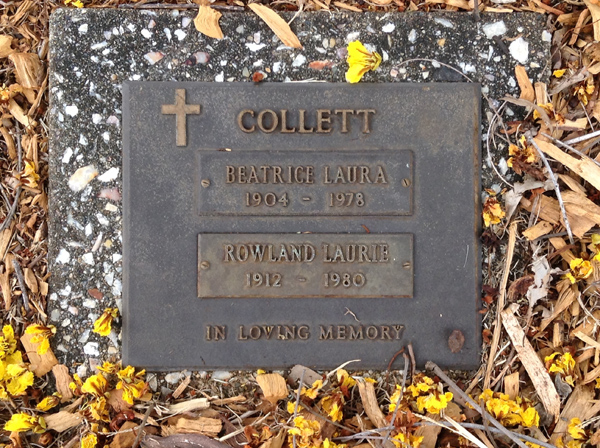 COLLETT
BEATRICE LAURA
1904 - 1978
ROWLAND LAURIE
1912 - 1980
IN LOVING MEMORY